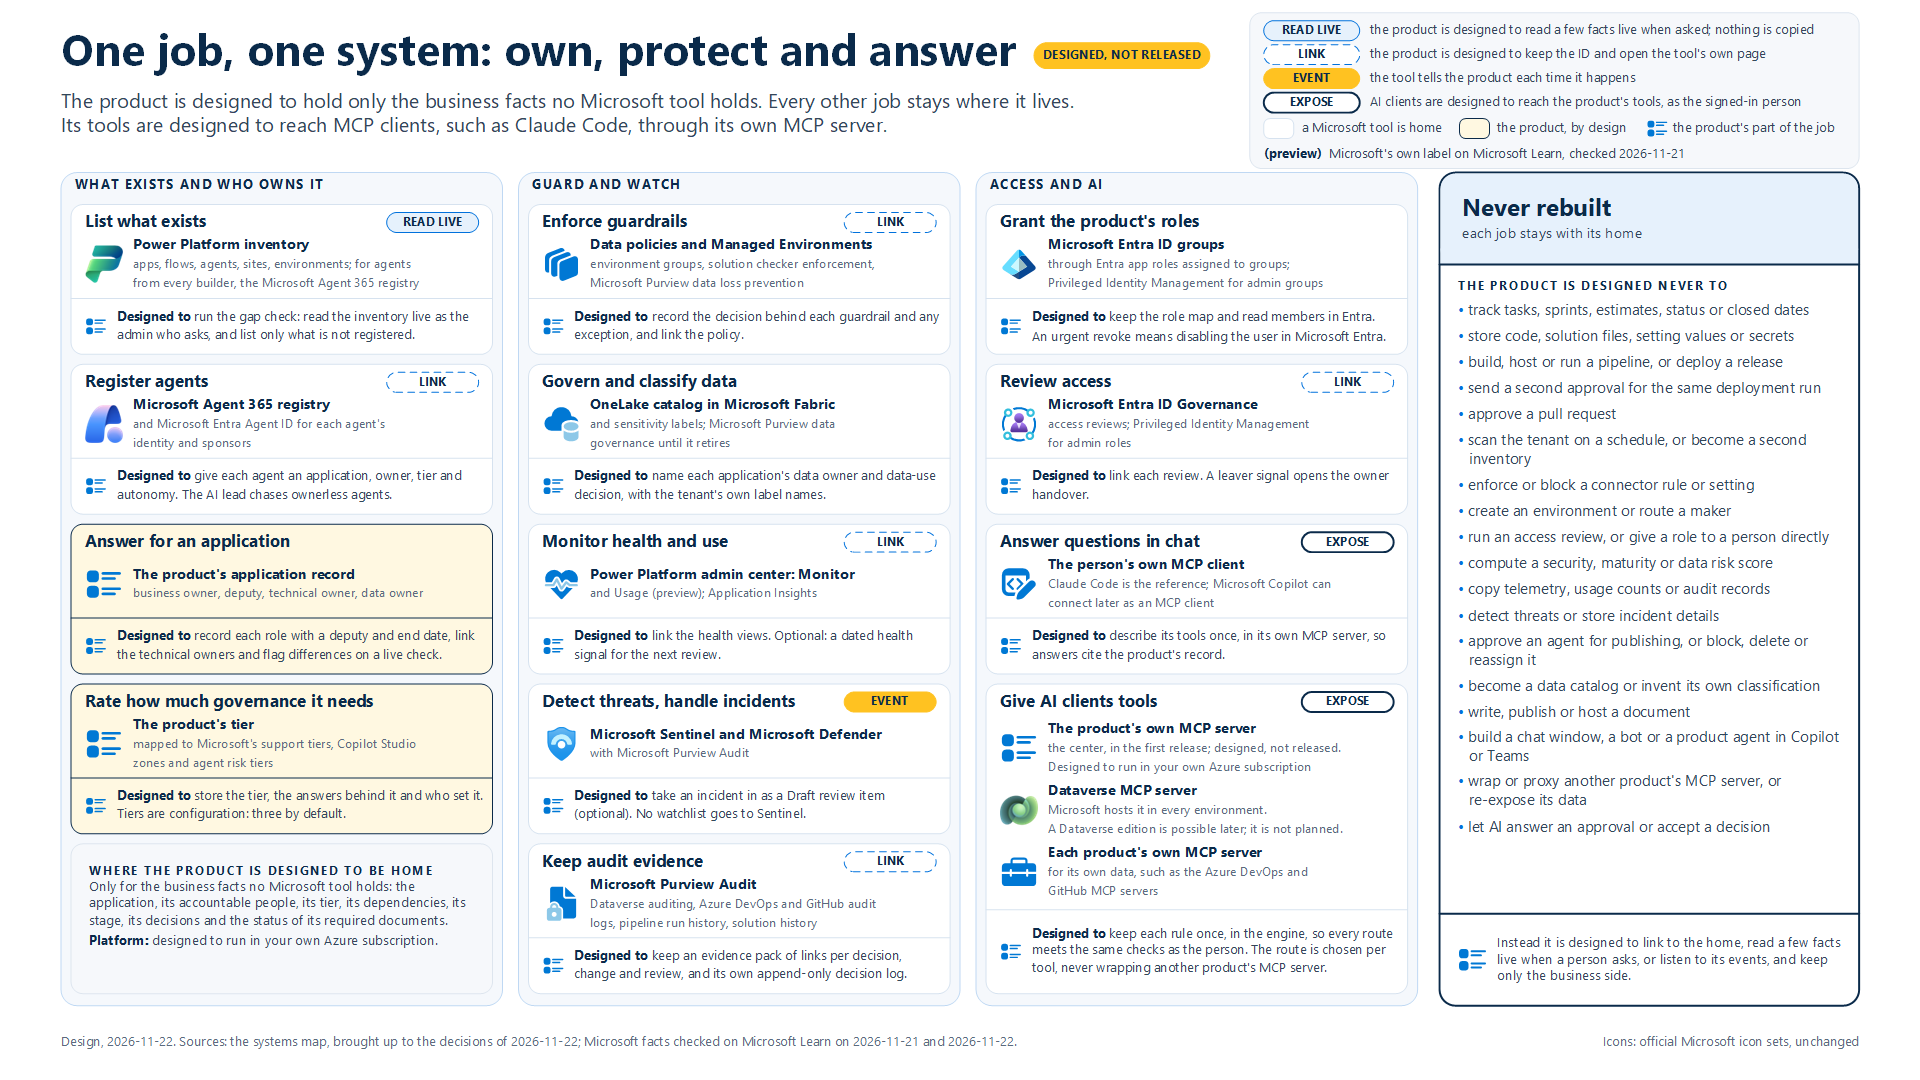 One job, one system: own, protect and answer
DESIGNED, NOT RELEASED
The product is designed to hold only the business facts no Microsoft tool holds. Every other job stays where it lives.
Its tools are designed to reach MCP clients, such as Claude Code, through its own MCP server.
READ LIVE the product is designed to read a few facts live when asked; nothing is copied
LINK the product is designed to keep the ID and open the tool's own page
EVENT the tool tells the product each time it happens
EXPOSE AI clients are designed to reach the product's tools, as the signed-in person
a Microsoft tool is home the product, by design the product's part of the job
(preview) Microsoft's own label on Microsoft Learn, checked 2026-11-21
WHAT EXISTS AND WHO OWNS IT
List what exists
READ LIVE
Power Platform inventory
apps, flows, agents, sites, environments; for agents
from every builder, the Microsoft Agent 365 registry
Designed to run the gap check: read the inventory live as the
admin who asks, and list only what is not registered.
Register agents
LINK
Microsoft Agent 365 registry
and Microsoft Entra Agent ID for each agent's
identity and sponsors
Designed to give each agent an application, owner, tier and
autonomy. The AI lead chases ownerless agents.
Answer for an application
The product's application record
business owner, deputy, technical owner, data owner
Designed to record each role with a deputy and end date, link
the technical owners and flag differences on a live check.
Rate how much governance it needs
The product's tier
mapped to Microsoft's support tiers, Copilot Studio
zones and agent risk tiers
Designed to store the tier, the answers behind it and who set it.
Tiers are configuration: three by default.
WHERE THE PRODUCT IS DESIGNED TO BE HOME
Only for the business facts no Microsoft tool holds: the
application, its accountable people, its tier, its dependencies, its
stage, its decisions and the status of its required documents.
Platform: designed to run in your own Azure subscription.
GUARD AND WATCH
Enforce guardrails
LINK
Data policies and Managed Environments
environment groups, solution checker enforcement,
Microsoft Purview data loss prevention
Designed to record the decision behind each guardrail and any
exception, and link the policy.
Govern and classify data
OneLake catalog in Microsoft Fabric
and sensitivity labels; Microsoft Purview data
governance until it retires
Designed to name each application's data owner and data-use
decision, with the tenant's own label names.
Monitor health and use
LINK
Power Platform admin center: Monitor
and Usage (preview); Application Insights
Designed to link the health views. Optional: a dated health
signal for the next review.
Detect threats, handle incidents
EVENT
Microsoft Sentinel and Microsoft Defender
with Microsoft Purview Audit
Designed to take an incident in as a Draft review item
(optional). No watchlist goes to Sentinel.
Keep audit evidence
LINK
Microsoft Purview Audit
Dataverse auditing, Azure DevOps and GitHub audit
logs, pipeline run history, solution history
Designed to keep an evidence pack of links per decision,
change and review, and its own append-only decision log.
ACCESS AND AI
Grant the product's roles
Microsoft Entra ID groups
through Entra app roles assigned to groups;
Privileged Identity Management for admin groups
Designed to keep the role map and read members in Entra.
An urgent revoke means disabling the user in Microsoft Entra.
Review access
LINK
Microsoft Entra ID Governance
access reviews; Privileged Identity Management
for admin roles
Designed to link each review. A leaver signal opens the owner
handover.
Answer questions in chat
EXPOSE
The person's own MCP client
Claude Code is the reference; Microsoft Copilot can
connect later as an MCP client
Designed to describe its tools once, in its own MCP server, so
answers cite the product's record.
Give AI clients tools
EXPOSE
The product's own MCP server
the center, in the first release; designed, not released.
Designed to run in your own Azure subscription
Dataverse MCP server
Microsoft hosts it in every environment.
A Dataverse edition is possible later; it is not planned.
Each product's own MCP server
for its own data, such as the Azure DevOps and
GitHub MCP servers
Designed to keep each rule once, in the engine, so every route
meets the same checks as the person. The route is chosen per
tool, never wrapping another product's MCP server.
Never rebuilt
each job stays with its home
THE PRODUCT IS DESIGNED NEVER TO
• track tasks, sprints, estimates, status or closed dates
• store code, solution files, setting values or secrets
• build, host or run a pipeline, or deploy a release
• send a second approval for the same deployment run
• approve a pull request
• scan the tenant on a schedule, or become a second
inventory
• enforce or block a connector rule or setting
• create an environment or route a maker
• run an access review, or give a role to a person directly
• compute a security, maturity or data risk score
• copy telemetry, usage counts or audit records
• detect threats or store incident details
• approve an agent for publishing, or block, delete or
reassign it
• become a data catalog or invent its own classification
• write, publish or host a document
• build a chat window, a bot or a product agent in Copilot
or Teams
• wrap or proxy another product's MCP server, or
re-expose its data
• let AI answer an approval or accept a decision
Instead it is designed to link to the home, read a few facts
live when a person asks, or listen to its events, and keep
only the business side.
Design, 2026-11-22. Sources: the systems map, brought up to the decisions of 2026-11-22; Microsoft facts checked on Microsoft Learn on 2026-11-21 and 2026-11-22.
Icons: official Microsoft icon sets, unchanged